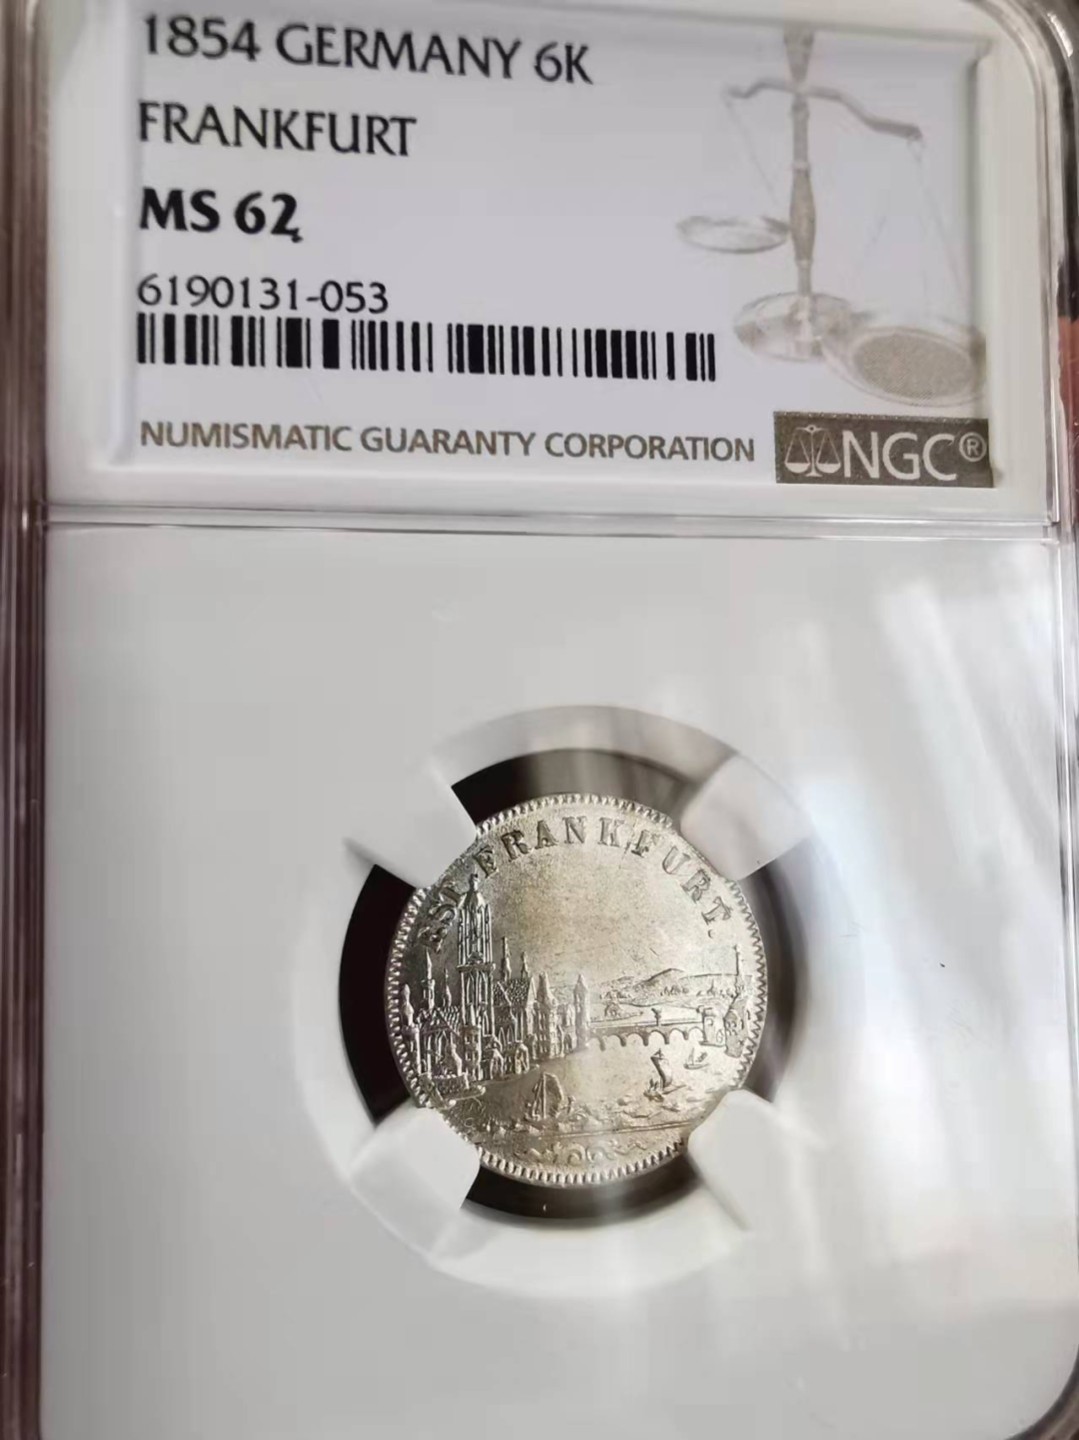 1854 GERMANY 6K
FRANKFURT
MS 62
6190131-053
NUMISMATIC GUARANTY CORPORATION
NGC®
FRANKFURT.